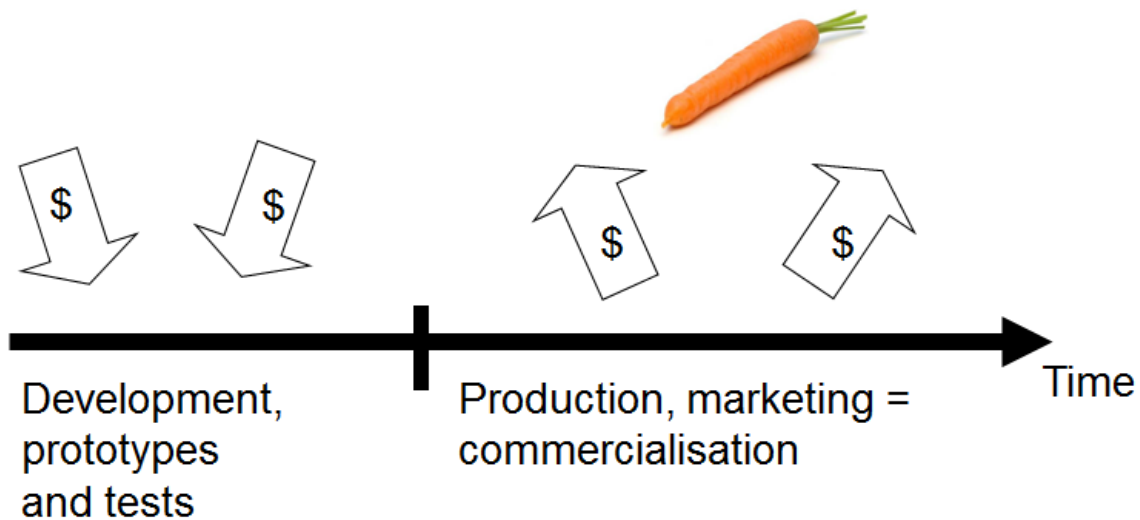 $
$
$
$
Time
Development,
prototypes
and tests
Production, marketing =
commercialisation